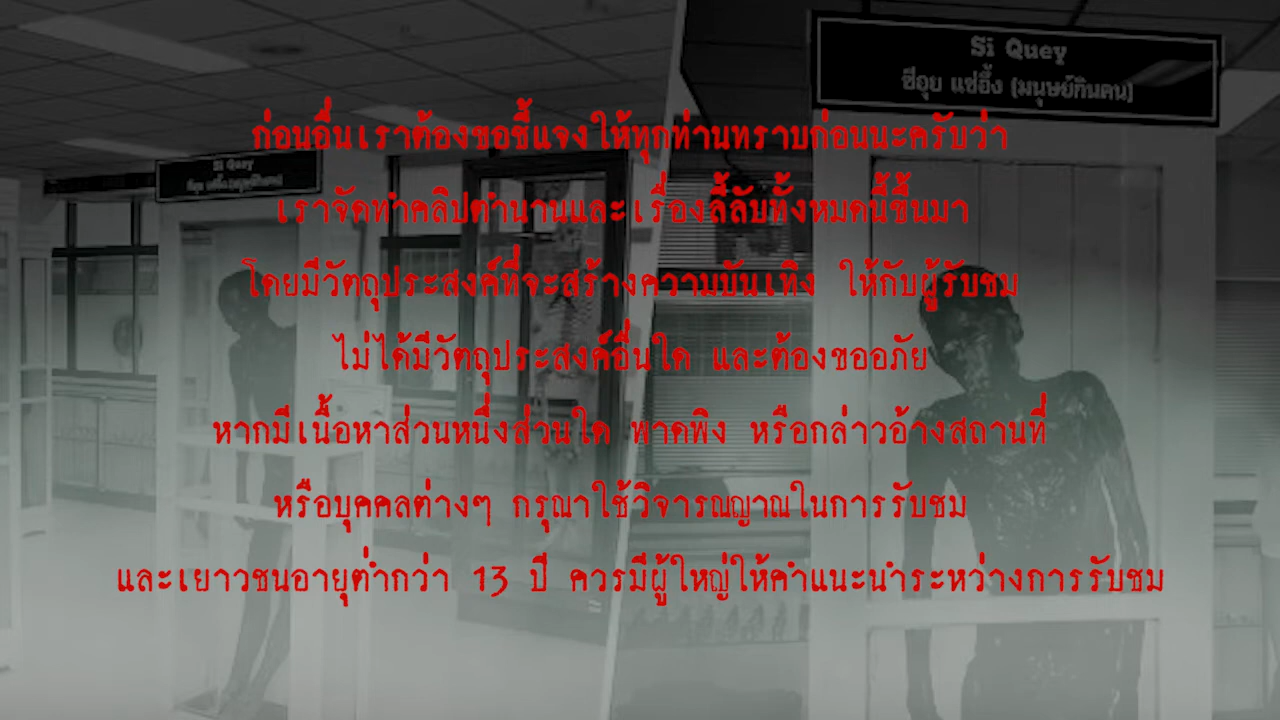 Si Quey
ซีอุย แซ่อึ้ง (มนุษย์กินคน)
Si Quey
ก่อนอื่นเราต้องขอชี้แจงให้ทุกท่านทราบก่อนนะครับว่า
เราจัดทำคลิปตำนานและเรื่องลี้ลับทั้งหมดนี้ขึ้นมา
โดยมีวัตถุประสงค์ที่จะสร้างความบันเทิง ให้กับผู้รับชม
ไม่ได้มีวัตถุประสงค์อื่นใด และต้องขออภัย
หากมีเนื้อหาส่วนหนึ่งส่วนใด พาดพิง หรือกล่าวอ้างสถานที่
หรือบุคคลต่างๆ กรุณาใช้วิจารณญาณในการรับชม
และเยาวชนอายุต่ำกว่า 13 ปี ควรมีผู้ใหญ่ให้คำแนะนำระหว่างการรับชม